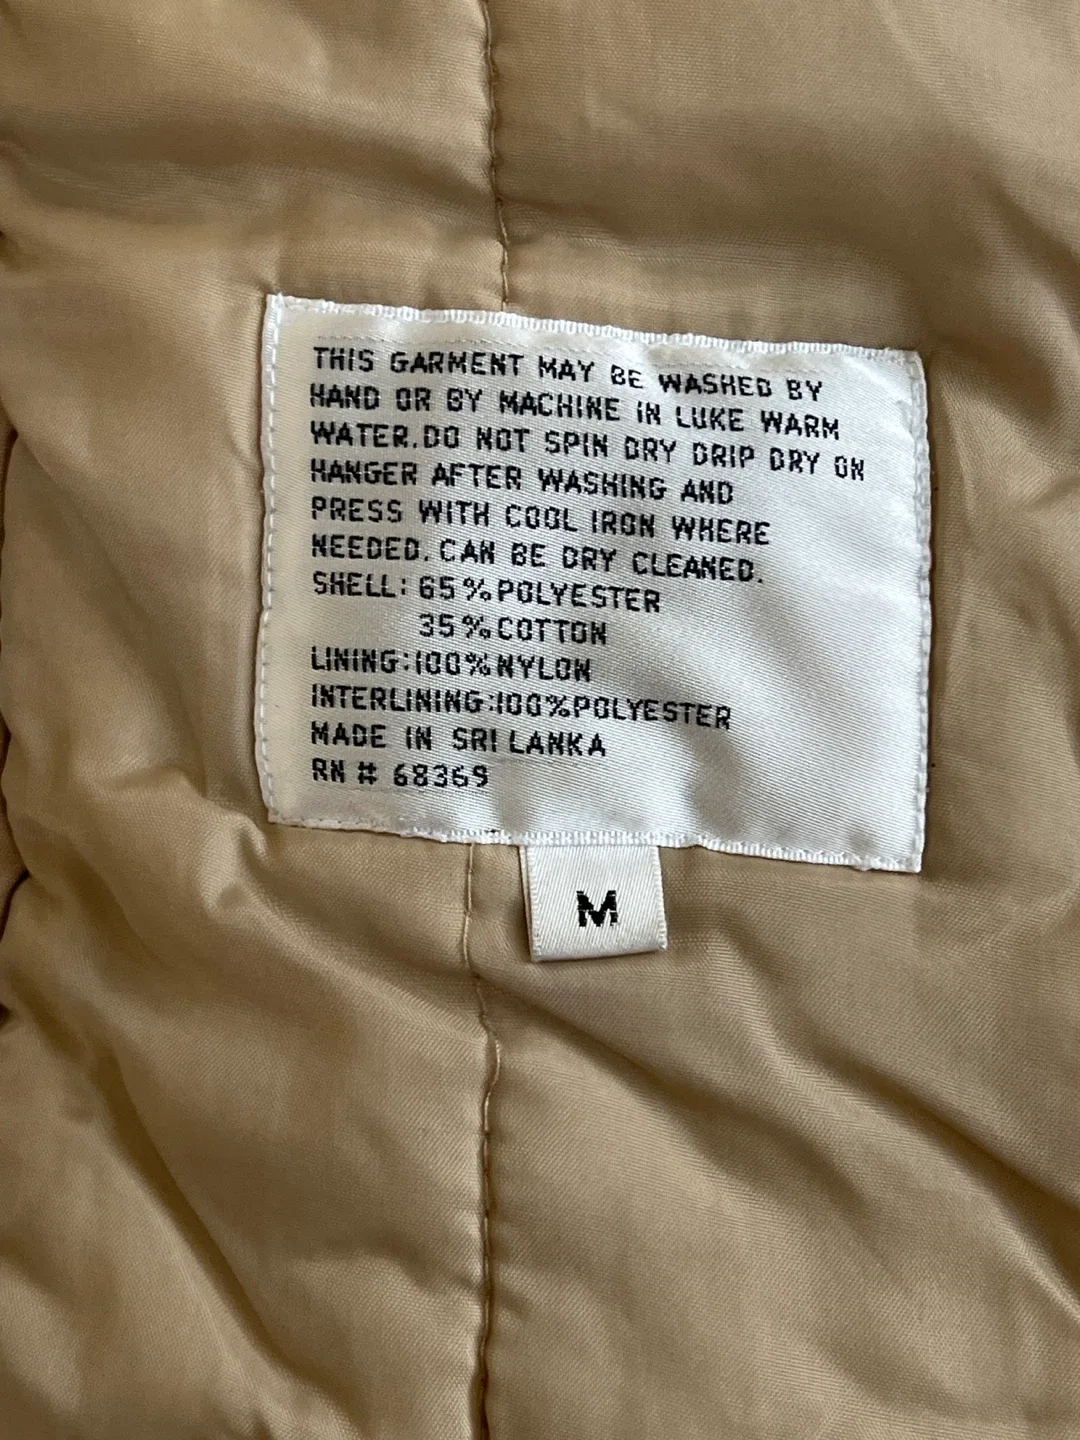 THIS GARMENT MAY BE WASHED BY
HAND OR BY MACHINE IN LUKE WARM
WATER.DO NOT SPIN DRY DRIP DRY ON
HANGER AFTER WASHING AND
PRESS WITH COOL IRON WHERE
NEEDED. CAN BE DRY CLEANED.
SHELL: 65% POLYESTER
35% COTTON
LINING:100% NYLON
INTERLINING:100% POLYESTER
MADE IN SRI LANKA
RN # 68369
M